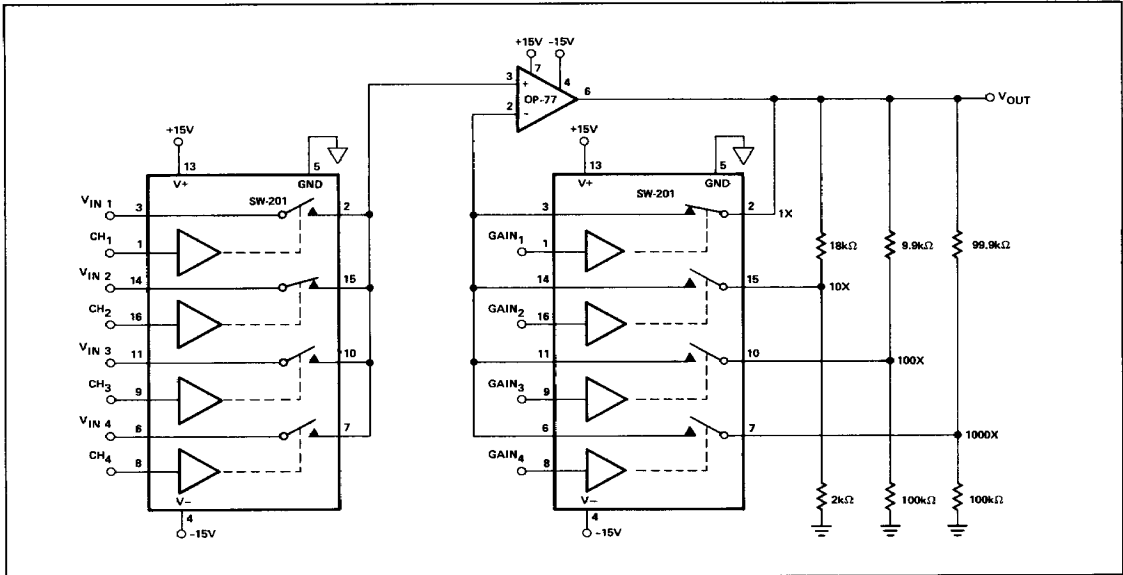 +15V -15V
7
3 + 4 6
OP-77
2 -
V_OUT
+15V
13 5
V+ GND
SW-201
V_IN 1 3 2
CH_1 1
V_IN 2 14 15
CH_2 16
V_IN 3 11 10
CH_3 9
V_IN 4 6 7
CH_4 8
V-
4
-15V
+15V
13 5
V+ GND
SW-201
3 2 1X
GAIN_1 1
14 15 10X
GAIN_2 16
11 10 100X
GAIN_3 9
6 7 1000X
GAIN_4 8
V-
4
-15V
18kΩ 9.9kΩ 99.9kΩ
2kΩ 100kΩ 100kΩ